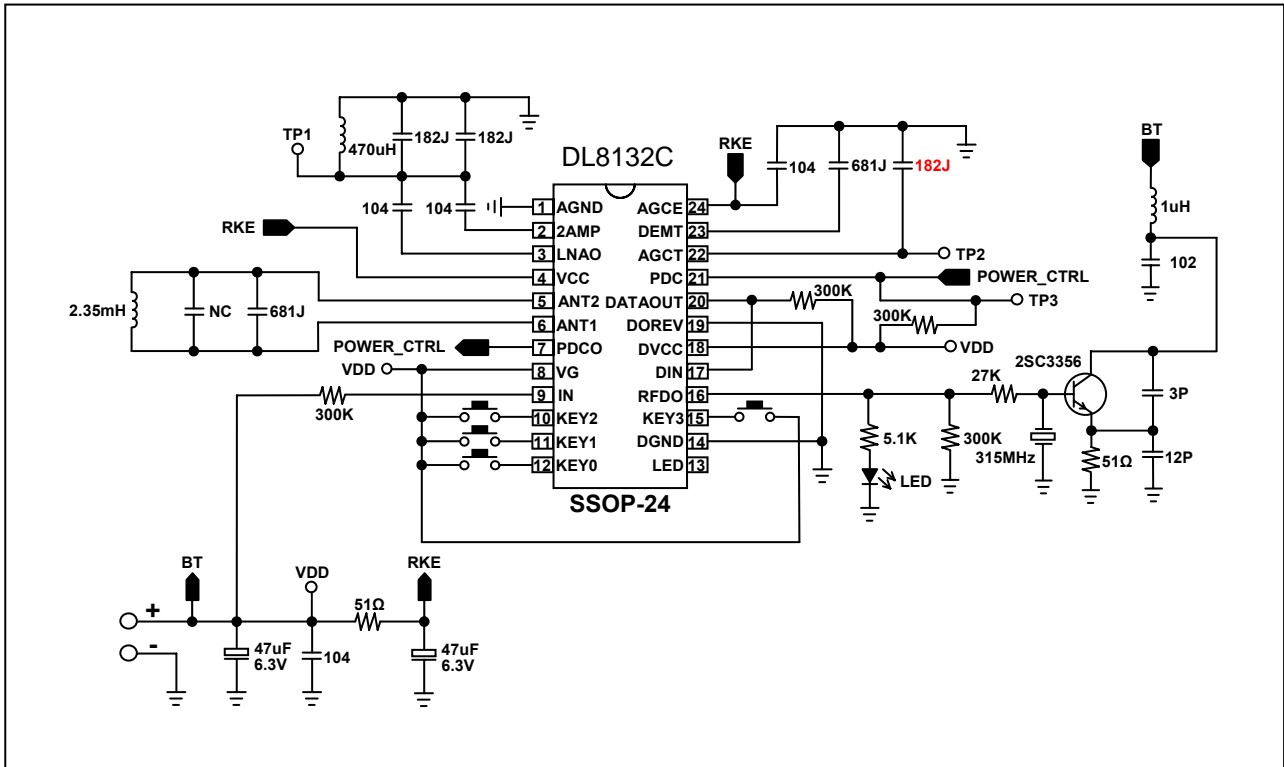 DL8132C
TP1
470uH
182J
182J
104
104
RKE
2.35mH
NC
681J
POWER_CTRL
VDD
300K
1 AGND
2 2AMP
3 LNAO
4 VCC
5 ANT2
6 ANT1
7 PDCO
8 VG
9 IN
10 KEY2
11 KEY1
12 KEY0
AGCE 24
DEMT 23
AGCT 22
PDC 21
DATAOUT 20
DOREV 19
DVCC 18
DIN 17
RFDO 16
KEY3 15
DGND 14
LED 13
SSOP-24
RKE
104
681J
182J
TP2
POWER_CTRL
300K
TP3
300K
VDD
27K
2SC3356
5.1K
LED
300K
315MHz
51Ω
BT
1uH
102
3P
12P
BT
VDD
51Ω
RKE
+
-
47uF
6.3V
104
47uF
6.3V